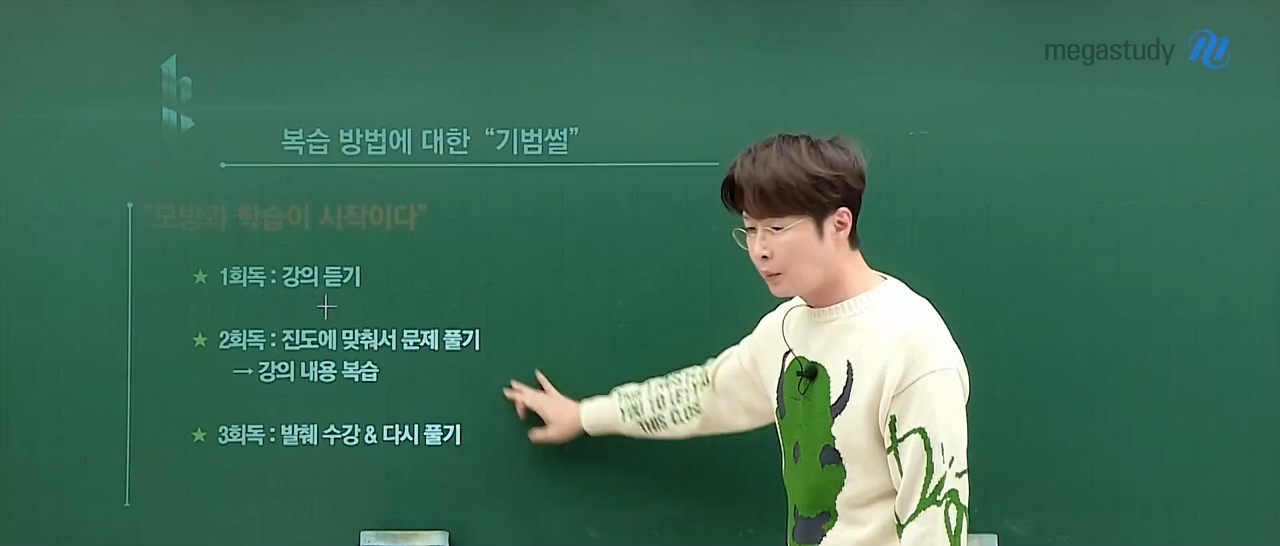 megastudy
복습 방법에 대한 “기범썰”
“모방과 학습이 시작이다”
★ 1회독 : 강의 듣기
+
★ 2회독 : 진도에 맞춰서 문제 풀기
→ 강의 내용 복습
★ 3회독 : 발췌 수강 & 다시 풀기